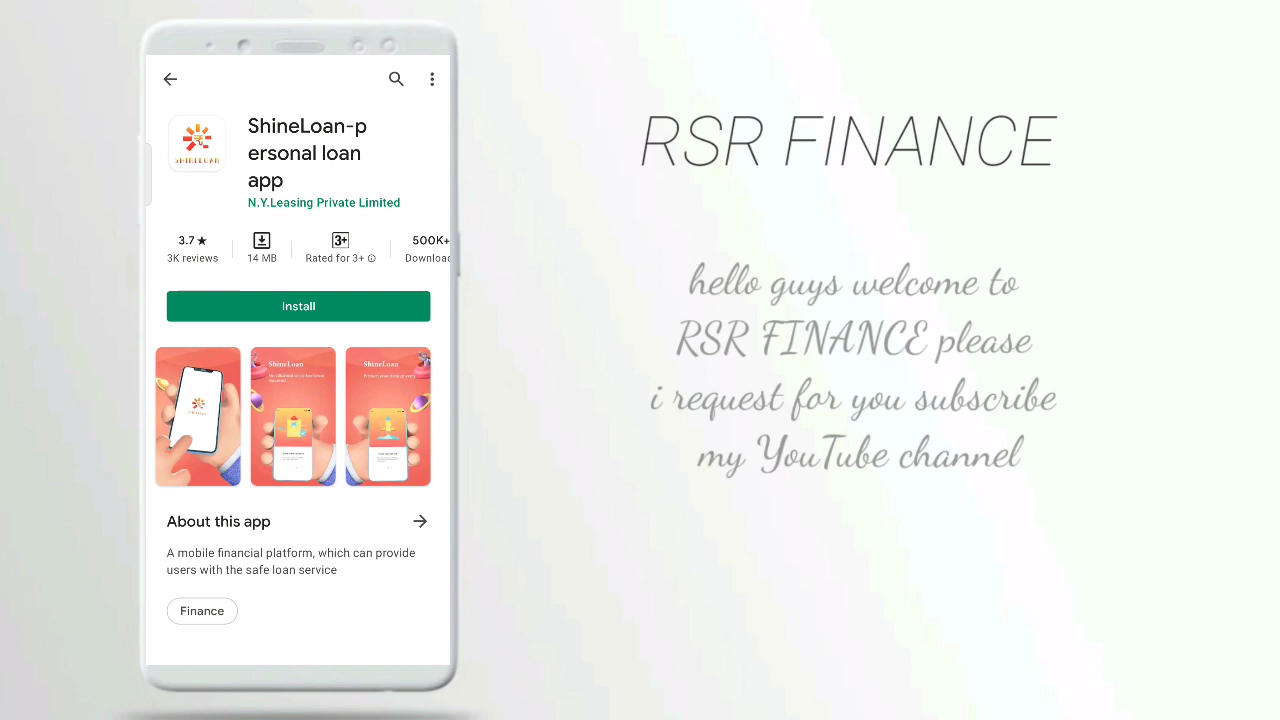 ShineLoan-p
ersonal loan
app
N.Y.Leasing Private Limited
SHINELOAN
3.7★
3K reviews
14 MB
3+
Rated for 3+
500K+
Install
ShineLoan
ShineLoan
About this app
A mobile financial platform, which can provide
users with the safe loan service
Finance
RSR FINANCE
hello guys welcome to
RSR FINANCE please
i request for you subscribe
my YouTube channel